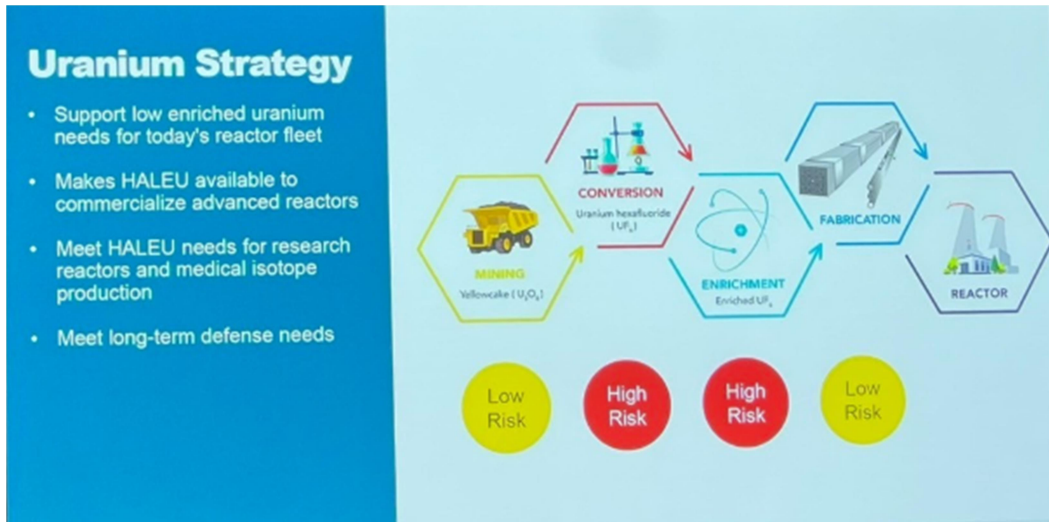 Uranium Strategy
• Support low enriched uranium
needs for today's reactor fleet
• Makes HALEU available to
commercialize advanced reactors
• Meet HALEU needs for research
reactors and medical isotope
production
• Meet long-term defense needs
MINING
Yellowcake (U₃O₈)
CONVERSION
Uranium hexafluoride
(UF₆)
ENRICHMENT
Enriched UF₆
FABRICATION
REACTOR
Low
Risk
High
Risk
High
Risk
Low
Risk